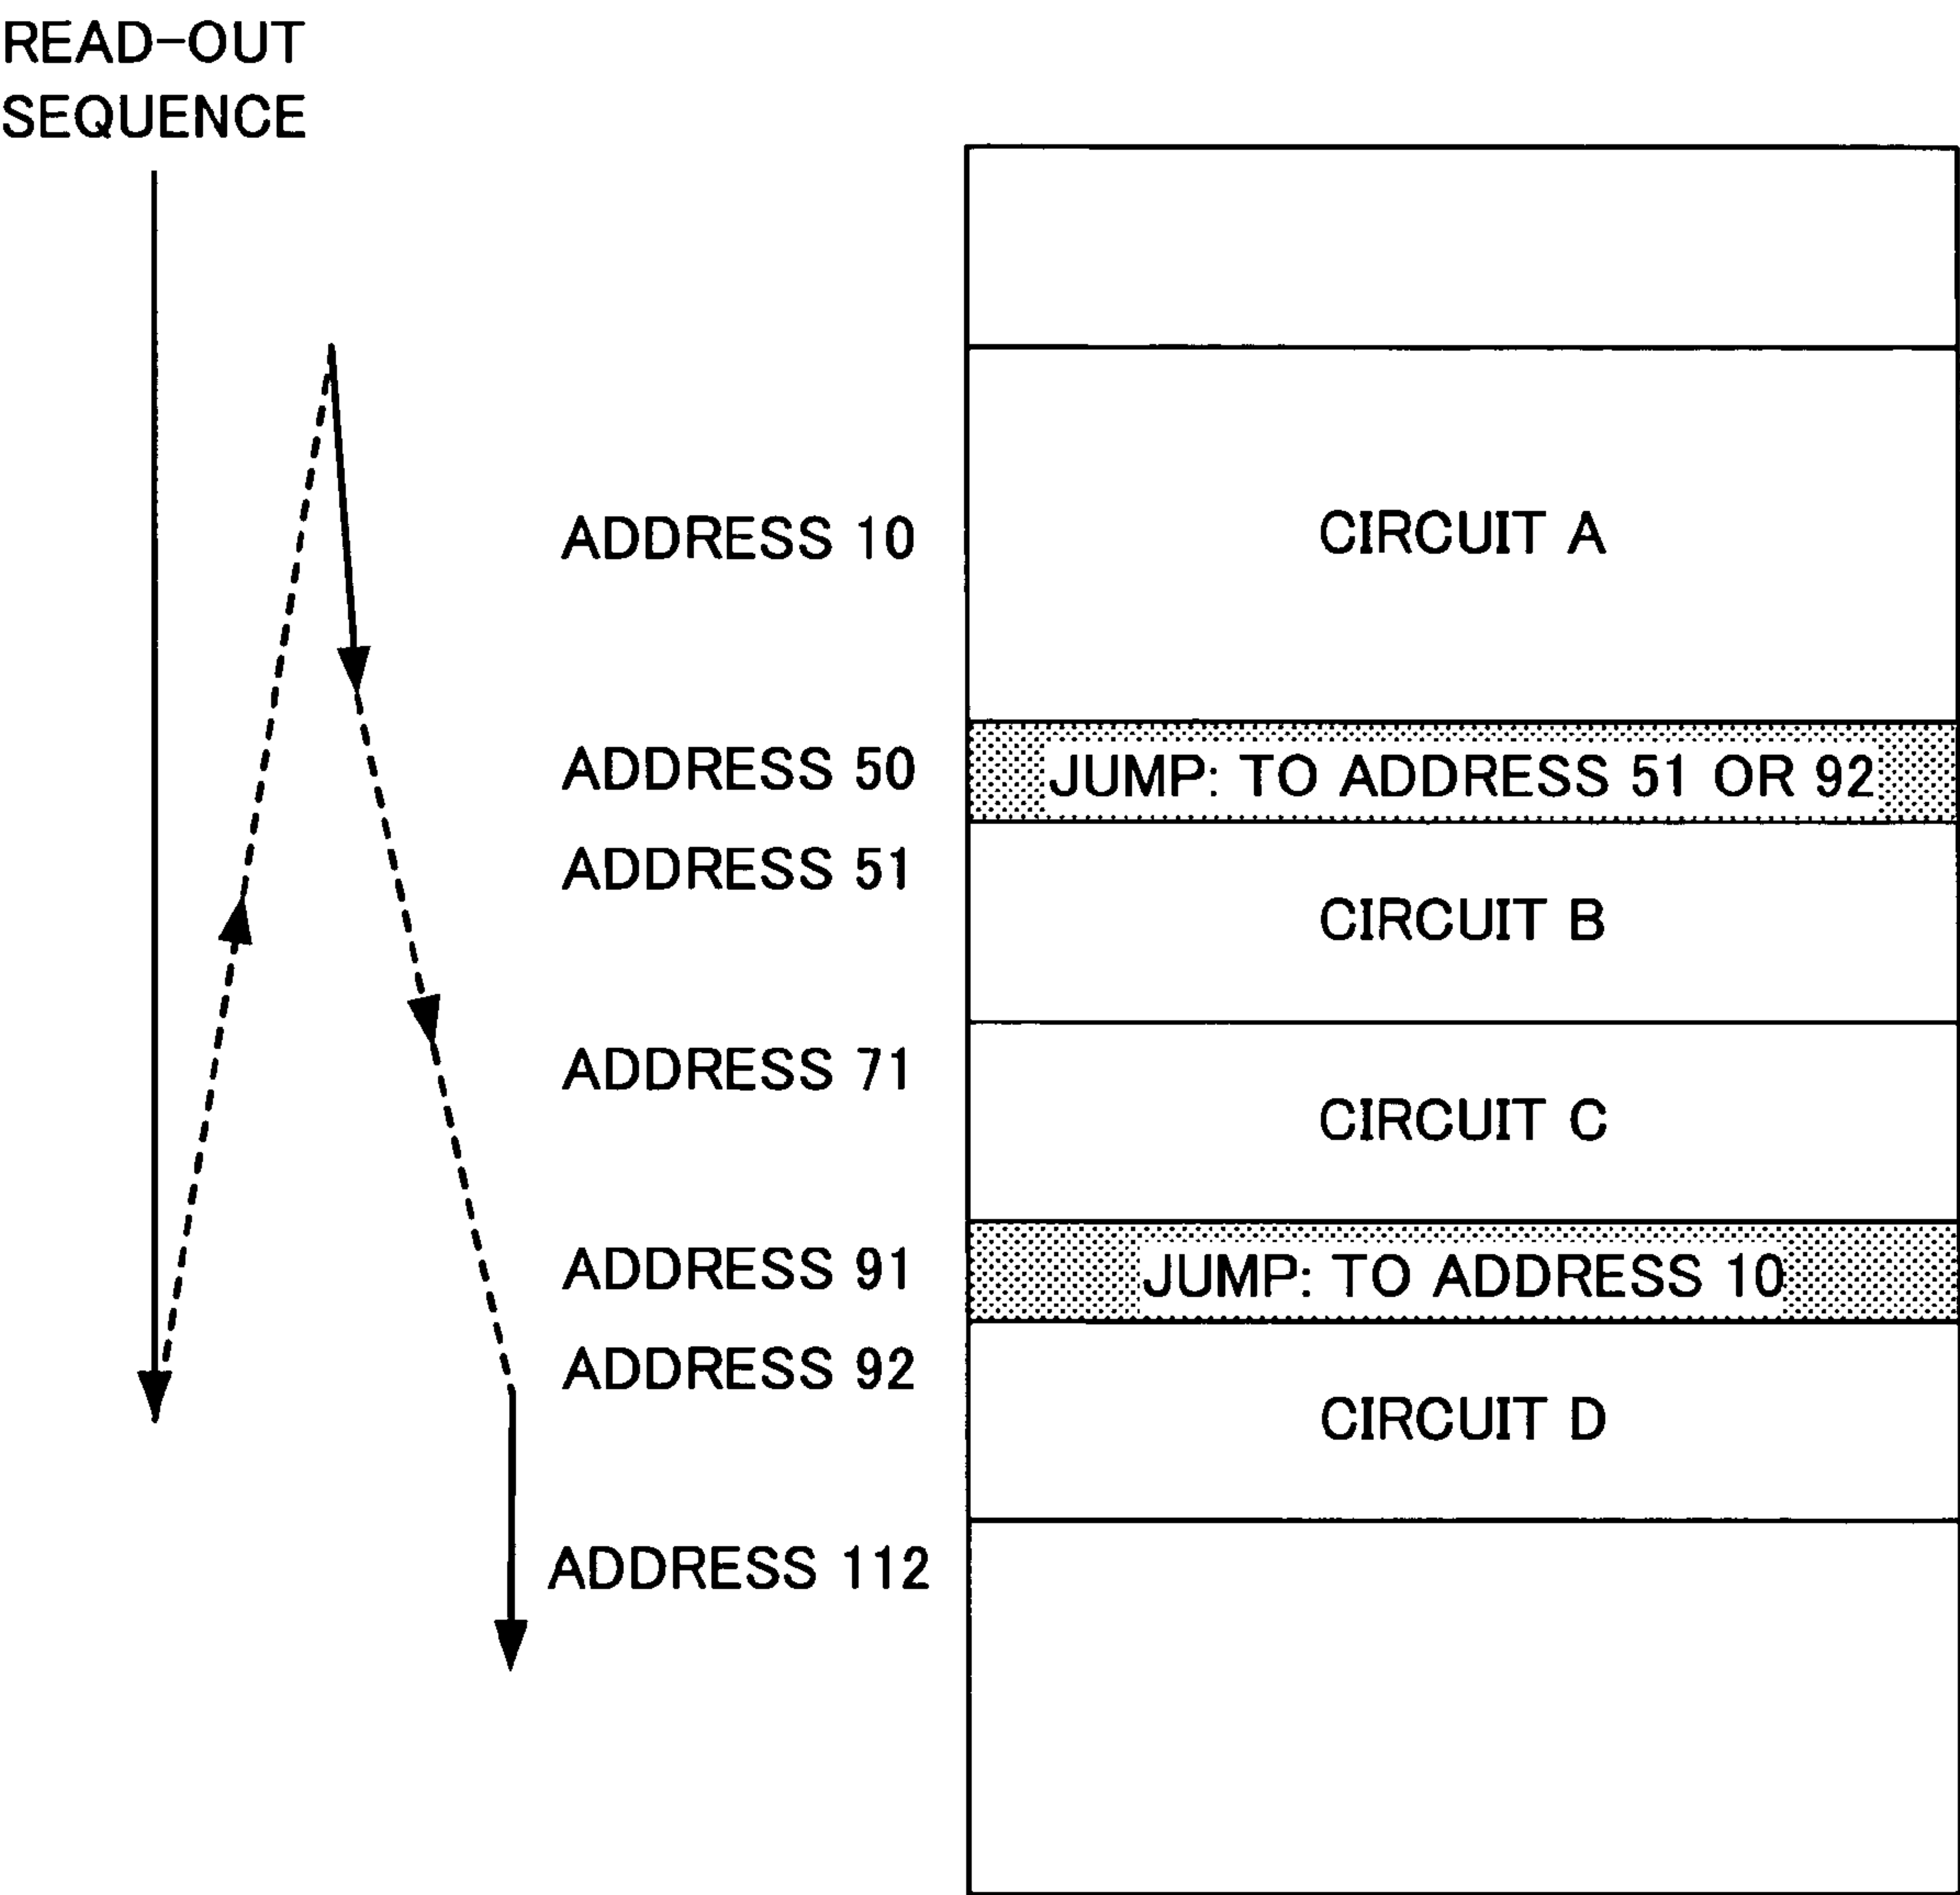 READ-OUT
SEQUENCE
ADDRESS 10
CIRCUIT A
ADDRESS 50
JUMP: TO ADDRESS 51 OR 92
ADDRESS 51
CIRCUIT B
ADDRESS 71
CIRCUIT C
ADDRESS 91
JUMP: TO ADDRESS 10
ADDRESS 92
CIRCUIT D
ADDRESS 112